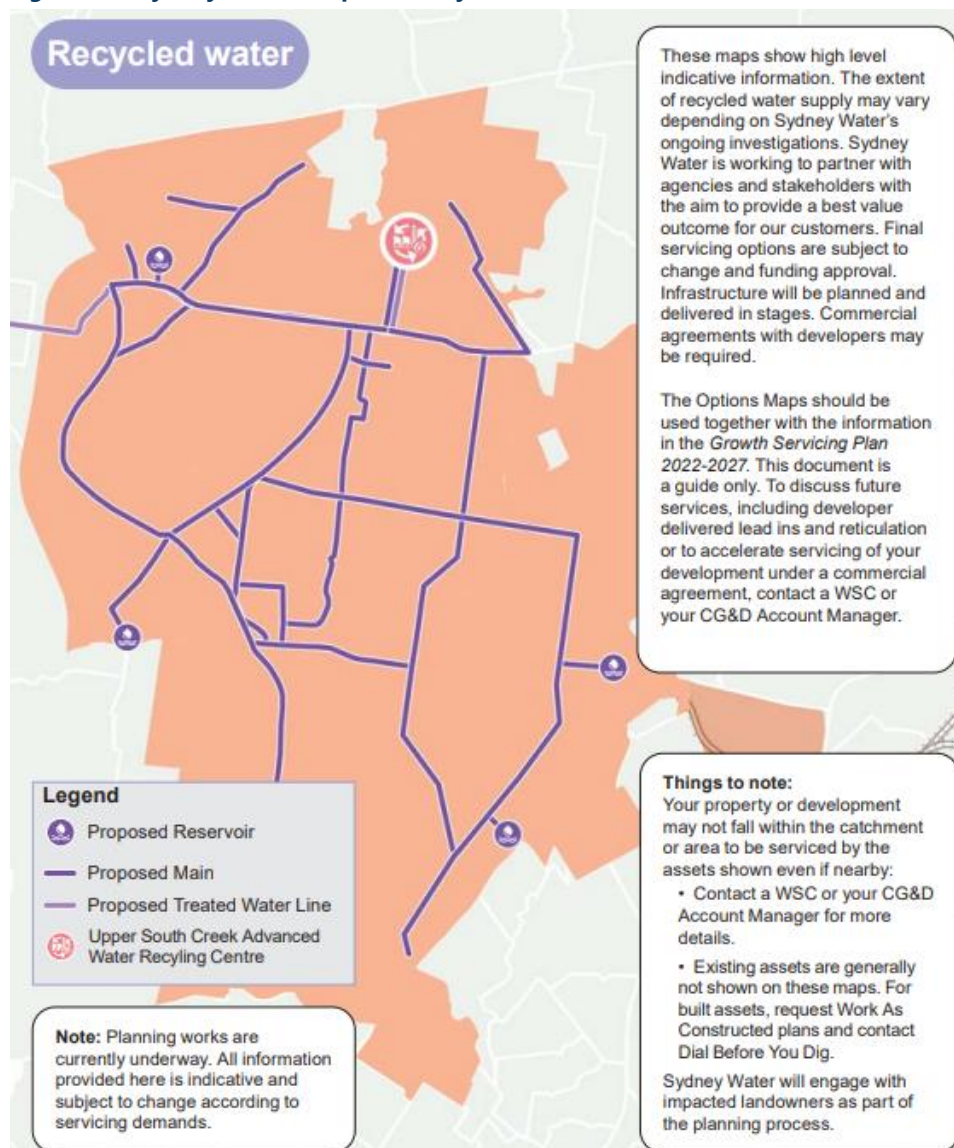 Recycled water
These maps show high level
indicative information. The extent
of recycled water supply may vary
depending on Sydney Water's
ongoing investigations. Sydney
Water is working to partner with
agencies and stakeholders with
the aim to provide a best value
outcome for our customers. Final
servicing options are subject to
change and funding approval.
Infrastructure will be planned and
delivered in stages. Commercial
agreements with developers may
be required.
The Options Maps should be
used together with the information
in the Growth Servicing Plan
2022-2027. This document is
a guide only. To discuss future
services, including developer
delivered lead ins and reticulation
or to accelerate servicing of your
development under a commercial
agreement, contact a WSC or
your CG&D Account Manager.
Legend
Proposed Reservoir
Proposed Main
Proposed Treated Water Line
Upper South Creek Advanced
Water Recyling Centre
Note: Planning works are
currently underway. All information
provided here is indicative and
subject to change according to
servicing demands.
Things to note:
Your property or development
may not fall within the catchment
or area to be serviced by the
assets shown even if nearby:
• Contact a WSC or your CG&D
Account Manager for more
details.
• Existing assets are generally
not shown on these maps. For
built assets, request Work As
Constructed plans and contact
Dial Before You Dig.
Sydney Water will engage with
impacted landowners as part of
the planning process.